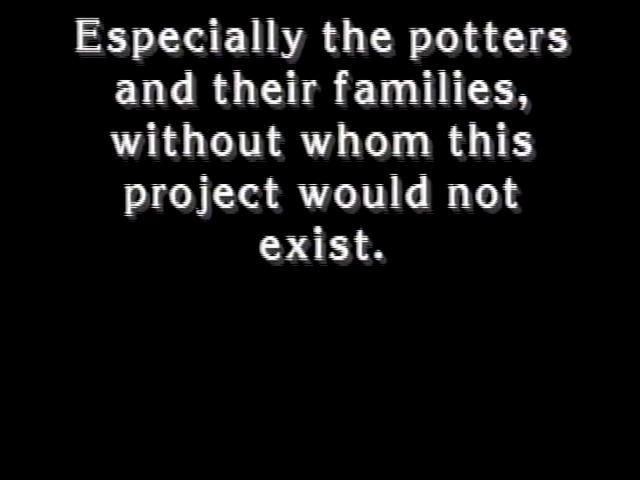 Especially the potters
and their families,
without whom this
project would not
exist.